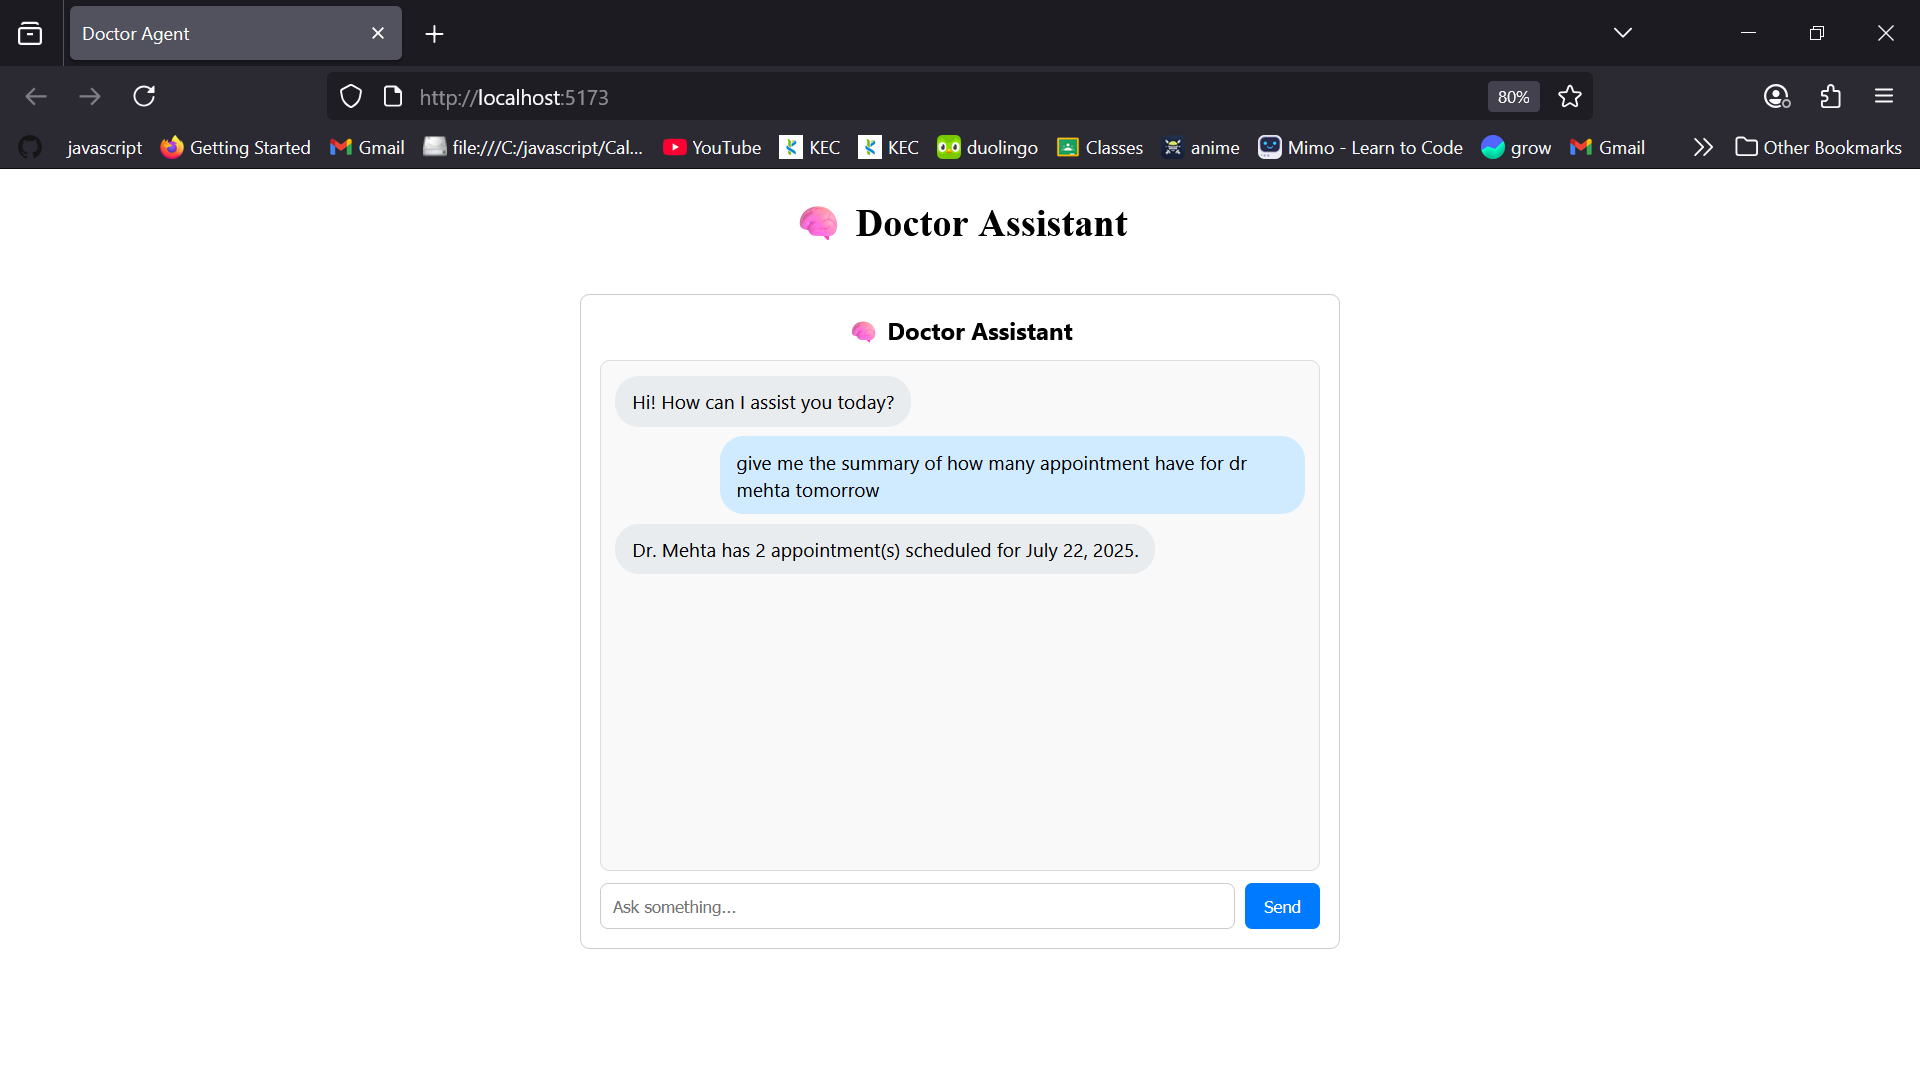 Doctor Agent
http://localhost:5173
80%
javascript
Getting Started
Gmail
file:///C:/javascript/Cal...
YouTube
KEC
KEC
duolingo
Classes
anime
Mimo - Learn to Code
grow
Gmail
Other Bookmarks
Doctor Assistant
Doctor Assistant
Hi! How can I assist you today?
give me the summary of how many appointment have for dr
mehta tomorrow
Dr. Mehta has 2 appointment(s) scheduled for July 22, 2025.
Ask something...
Send